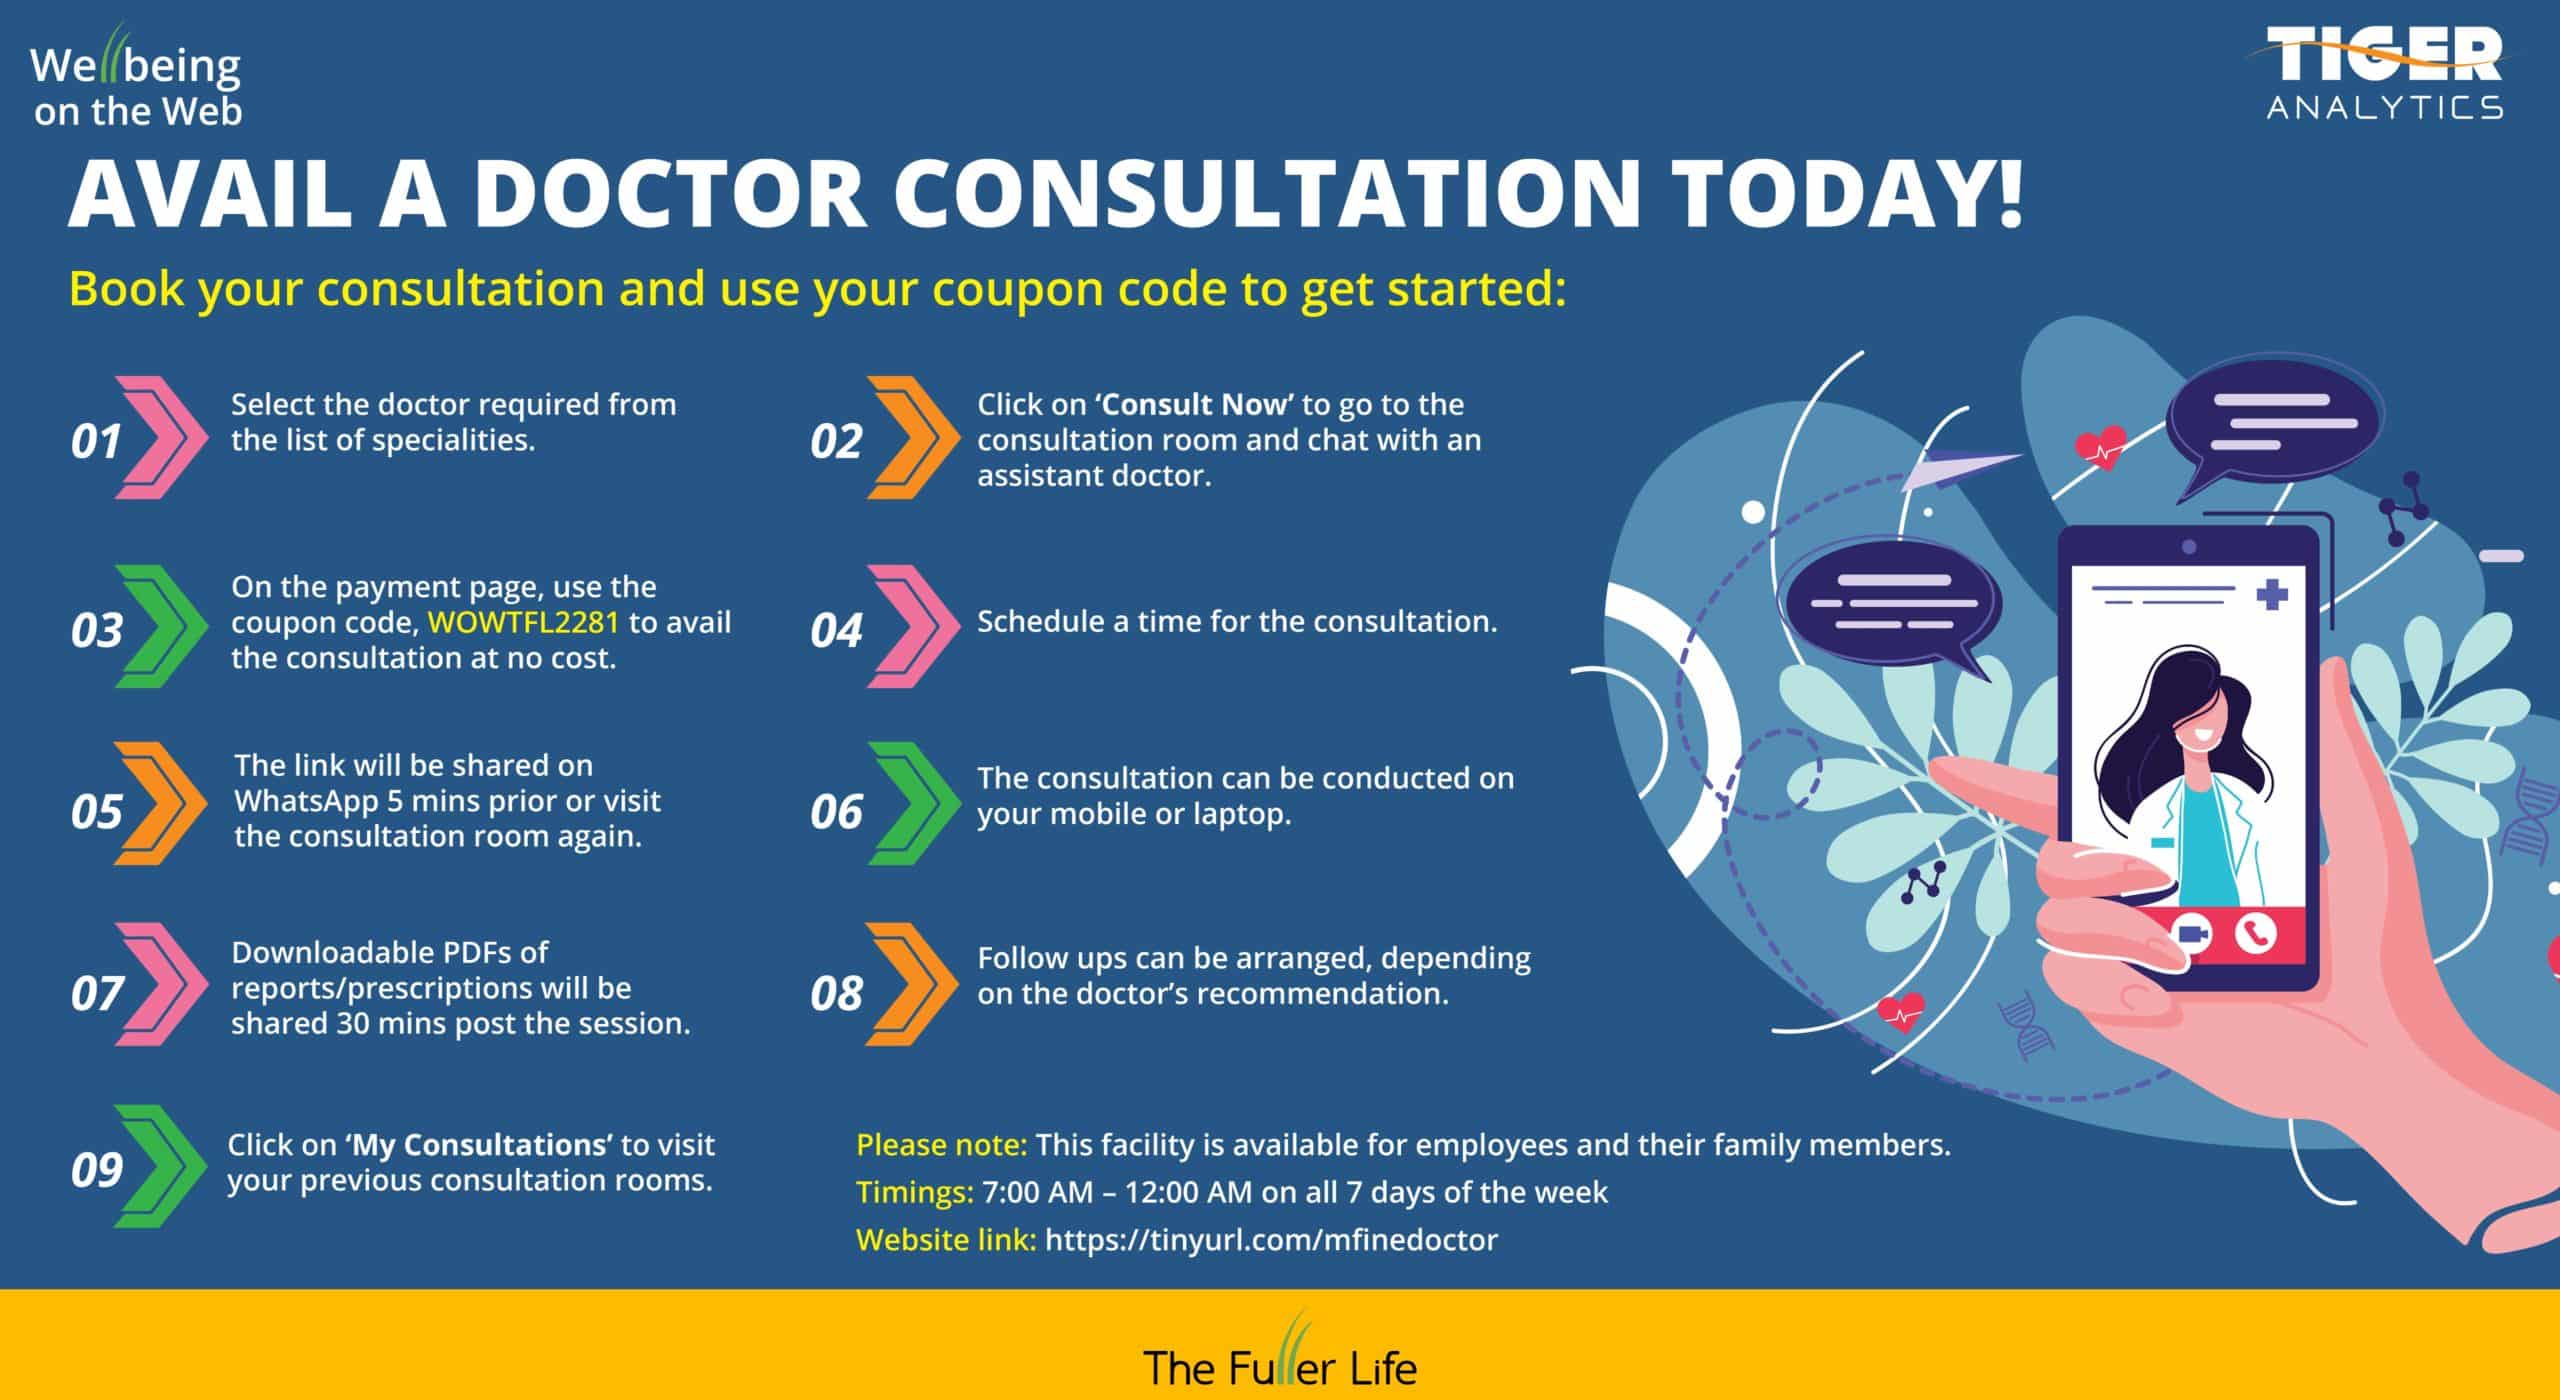 Wellbeing
on the Web
TIGER
ANALYTICS
AVAIL A DOCTOR CONSULTATION TODAY!
Book your consultation and use your coupon code to get started:
01
Select the doctor required from
the list of specialities.
02
Click on ‘Consult Now’ to go to the
consultation room and chat with an
assistant doctor.
03
On the payment page, use the
coupon code, WOWTFL2281 to avail
the consultation at no cost.
04
Schedule a time for the consultation.
05
The link will be shared on
WhatsApp 5 mins prior or visit
the consultation room again.
06
The consultation can be conducted on
your mobile or laptop.
07
Downloadable PDFs of
reports/prescriptions will be
shared 30 mins post the session.
08
Follow ups can be arranged, depending
on the doctor’s recommendation.
09
Click on ‘My Consultations’ to visit
your previous consultation rooms.
Please note: This facility is available for employees and their family members.
Timings: 7:00 AM – 12:00 AM on all 7 days of the week
Website link: https://tinyurl.com/mfinedoctor
The Fuller Life